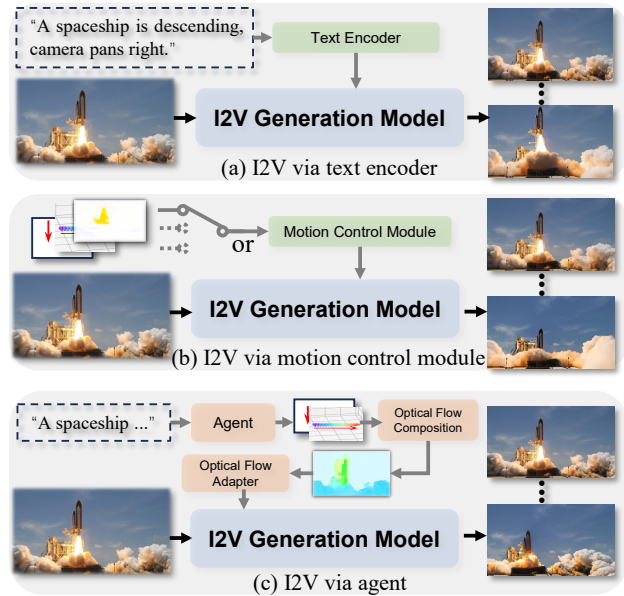 “A spaceship is descending,
camera pans right.”
Text Encoder
I2V Generation Model
(a) I2V via text encoder
or
Motion Control Module
I2V Generation Model
(b) I2V via motion control module
“A spaceship ...”
Agent
Optical Flow
Composition
Optical Flow
Adapter
I2V Generation Model
(c) I2V via agent